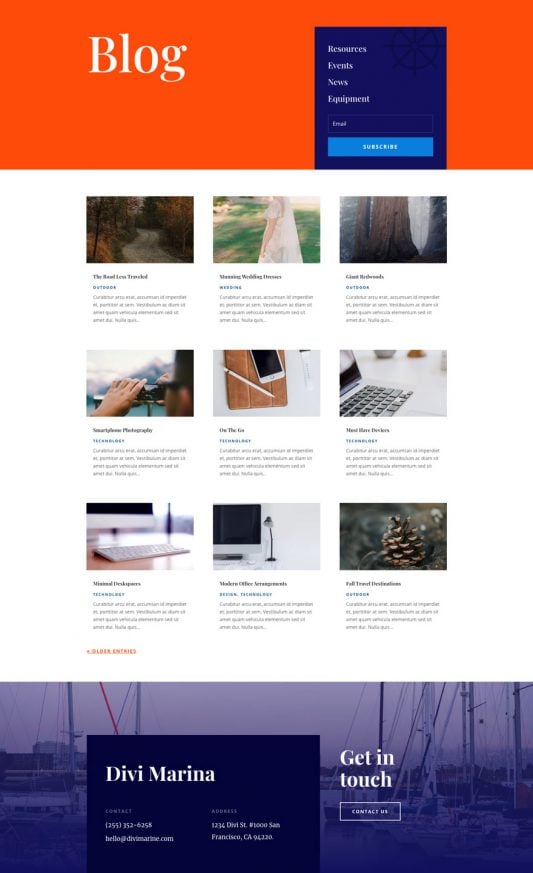 Blog
Resources
Events
News
Equipment
Email
SUBSCRIBE
The Road Less Traveled
OUTDOOR
Curabitur arcu erat, accumsan id imperdiet
et, porttitor at sem. Vestibulum ac diam sit
amet quam vehicula elementum sed sit
amet dui. Nulla quis...
Stunning Wedding Dresses
WEDDING
Curabitur arcu erat, accumsan id imperdiet
et, porttitor at sem. Vestibulum ac diam sit
amet quam vehicula elementum sed sit
amet dui. Nulla quis...
Giant Redwoods
OUTDOOR
Curabitur arcu erat, accumsan id imperdiet
et, porttitor at sem. Vestibulum ac diam sit
amet quam vehicula elementum sed sit
amet dui. Nulla quis...
Smartphone Photography
TECHNOLOGY
Curabitur arcu erat, accumsan id imperdiet
et, porttitor at sem. Vestibulum ac diam sit
amet quam vehicula elementum sed sit
amet dui. Nulla quis...
On The Go
TECHNOLOGY
Curabitur arcu erat, accumsan id imperdiet
et, porttitor at sem. Vestibulum ac diam sit
amet quam vehicula elementum sed sit
amet dui. Nulla quis...
Must Have Devices
TECHNOLOGY
Curabitur arcu erat, accumsan id imperdiet
et, porttitor at sem. Vestibulum ac diam sit
amet quam vehicula elementum sed sit
amet dui. Nulla quis...
Minimal Deskspaces
TECHNOLOGY
Curabitur arcu erat, accumsan id imperdiet
et, porttitor at sem. Vestibulum ac diam sit
amet quam vehicula elementum sed sit
amet dui. Nulla quis...
Modern Office Arrangements
DESIGN, TECHNOLOGY
Curabitur arcu erat, accumsan id imperdiet
et, porttitor at sem. Vestibulum ac diam sit
amet quam vehicula elementum sed sit
amet dui. Nulla quis...
Fall Travel Destinations
OUTDOOR
Curabitur arcu erat, accumsan id imperdiet
et, porttitor at sem. Vestibulum ac diam sit
amet quam vehicula elementum sed sit
amet dui. Nulla quis...
« OLDER ENTRIES
Divi Marina
CONTACT
(255) 352-6258
hello@divimarine.com
ADDRESS
1234 Divi St. #1000 San
Francisco, CA 94220.
Get in
touch
CONTACT US